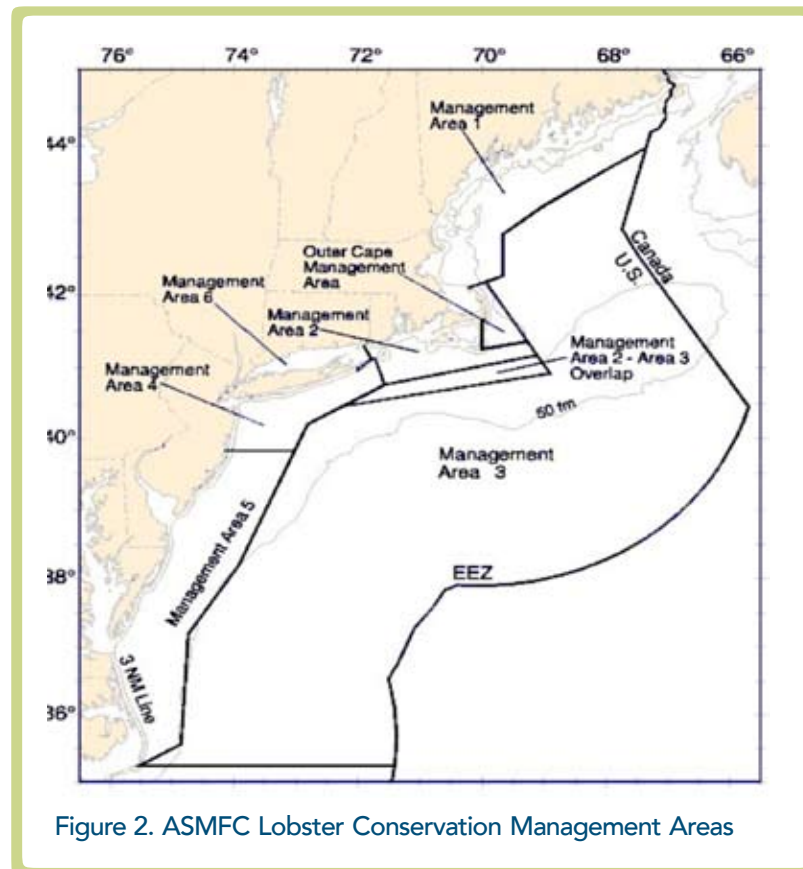 76° 74° 72° 70° 68° 66°
Management
Area 1
44°
Outer Cape
Management
Area
Canada
U.S.
Management
Area 6
42°
Management
Area 2
Management
Area 2 - Area 3
Overlap
Management
Area 4
50 fm
40°
Management
Area 3
Management Area 5
38°
EEZ
3 NM Line
36°
Figure 2. ASMFC Lobster Conservation Management Areas